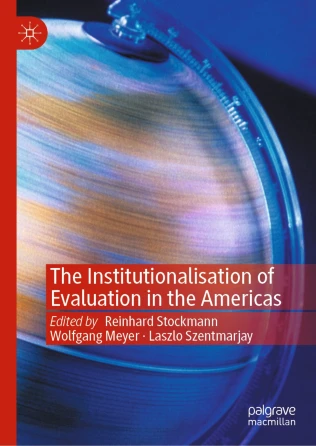 The Institutionalisation of
Evaluation in the Americas
Edited by Reinhard Stockmann
Wolfgang Meyer · Laszlo Szentmarjay
palgrave
macmillan